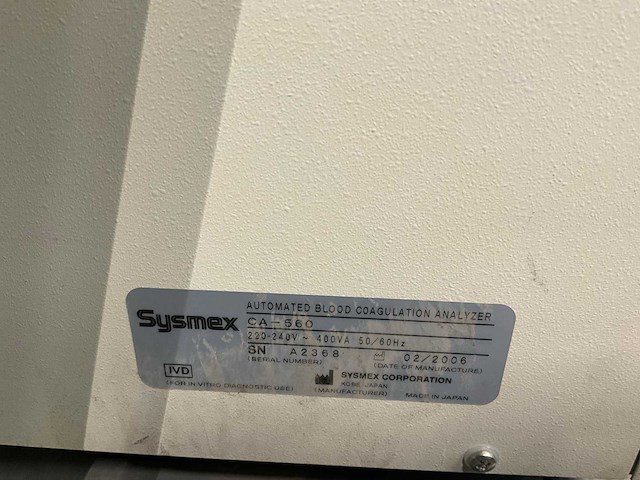 Sysmex
AUTOMATED BLOOD COAGULATION ANALYZER
CA-560
220-240V ~ 400VA 50/60Hz
SN A2368 02/2006
(SERIAL NUMBER) (DATE OF MANUFACTURE)
IVD
(FOR IN VITRO DIAGNOSTIC USE)
SYSMEX CORPORATION
KOBE JAPAN
(MANUFACTURER) MADE IN JAPAN